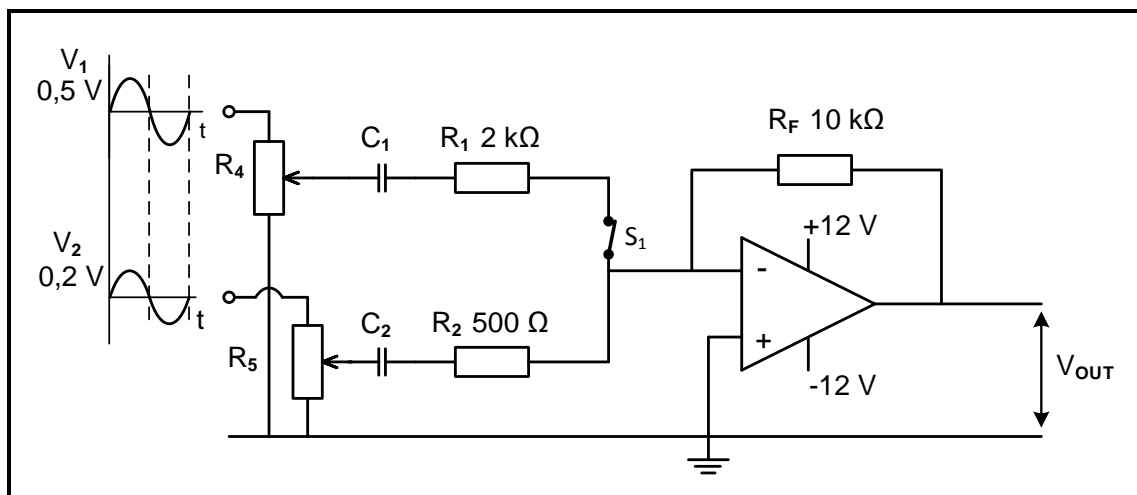 V1
0,5 V
t
R4
C1
R1 2 kΩ
S1
RF 10 kΩ
+12 V
-
+
-12 V
VOUT
V2
0,2 V
t
R5
C2
R2 500 Ω